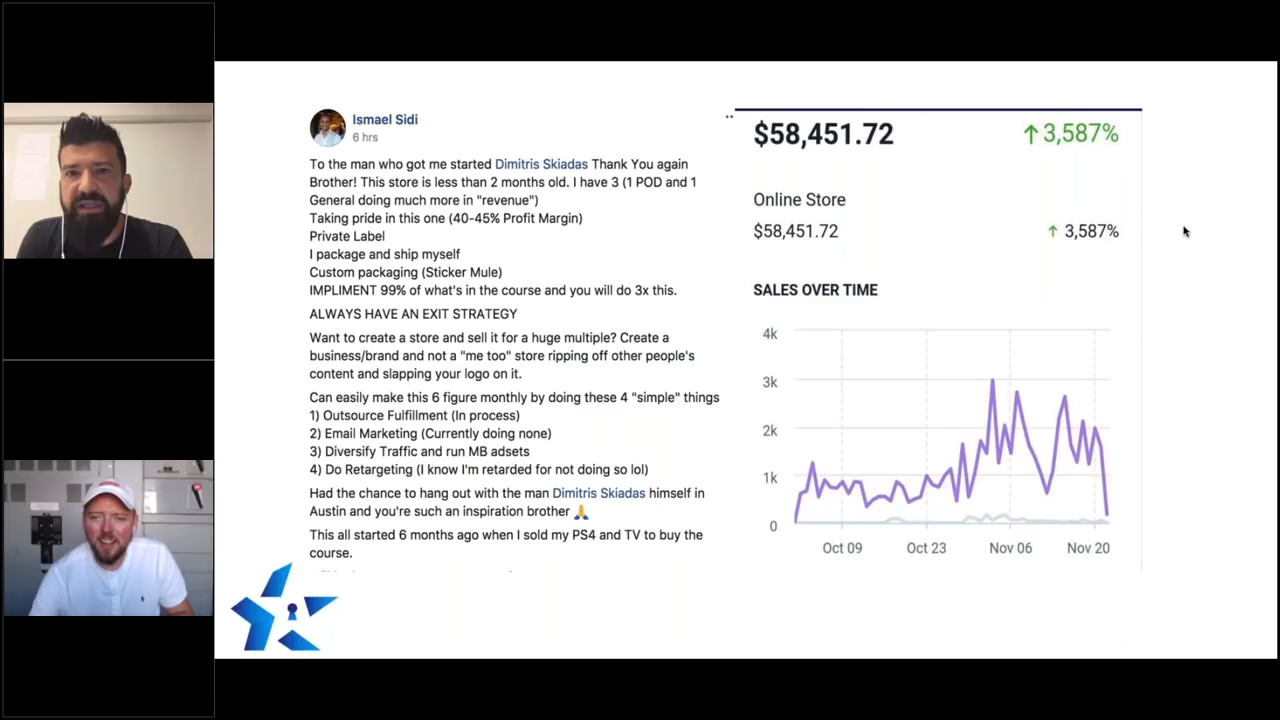 Ismael Sidi
6 hrs
To the man who got me started Dimitris Skiadas Thank You again
Brother! This store is less than 2 months old. I have 3 (1 POD and 1
General doing much more in "revenue")
Taking pride in this one (40-45% Profit Margin)
Private Label
I package and ship myself
Custom packaging (Sticker Mule)
IMPLIMENT 99% of what's in the course and you will do 3x this.
ALWAYS HAVE AN EXIT STRATEGY
Want to create a store and sell it for a huge multiple? Create a
business/brand and not a "me too" store ripping off other people's
content and slapping your logo on it.
Can easily make this 6 figure monthly by doing these 4 "simple" things
1) Outsource Fulfillment (In process)
2) Email Marketing (Currently doing none)
3) Diversify Traffic and run MB adsets
4) Do Retargeting (I know I'm retarded for not doing so lol)
Had the chance to hang out with the man Dimitris Skiadas himself in
Austin and you're such an inspiration brother 🙏
This all started 6 months ago when I sold my PS4 and TV to buy the
course.
$58,451.72 ↑3,587%
Online Store
$58,451.72 ↑ 3,587%
SALES OVER TIME
4k
3k
2k
1k
0
Oct 09 Oct 23 Nov 06 Nov 20